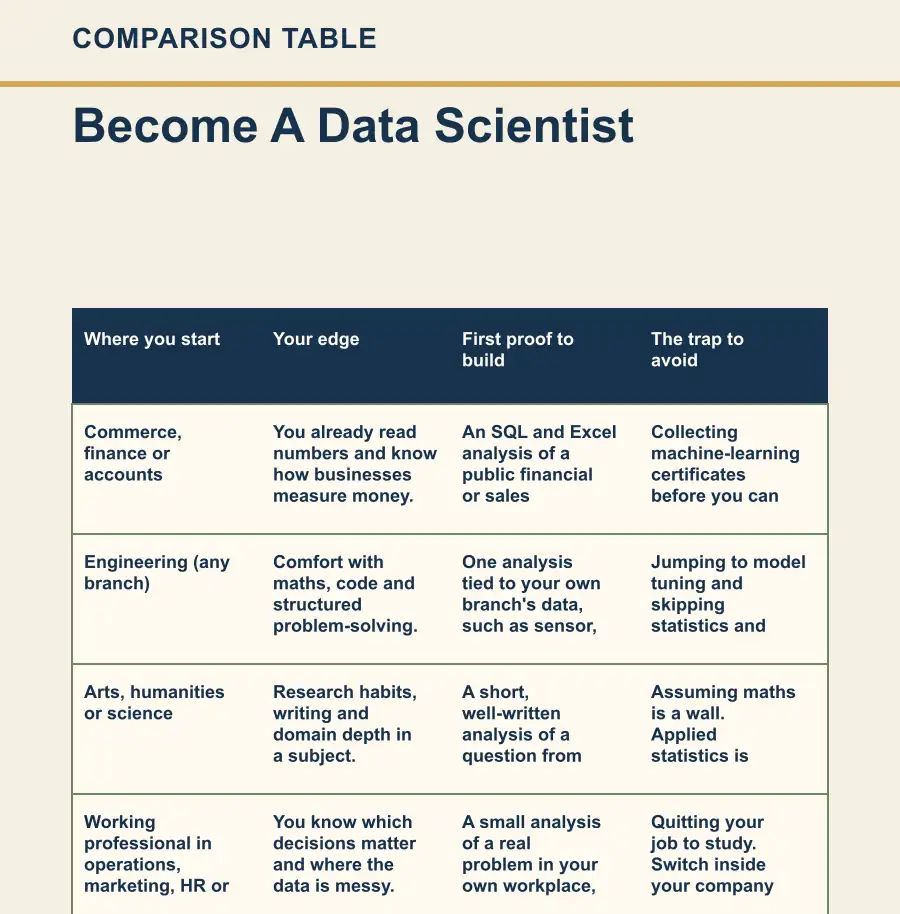 COMPARISON TABLE
Become A Data Scientist
Where you start
Your edge
First proof to
build
The trap to
avoid
Commerce,
finance or
accounts
You already read
numbers and know
how businesses
measure money.
An SQL and Excel
analysis of a
public financial
or sales
Collecting
machine-learning
certificates
before you can
Engineering (any
branch)
Comfort with
maths, code and
structured
problem-solving.
One analysis
tied to your own
branch's data,
such as sensor,
Jumping to model
tuning and
skipping
statistics and
Arts, humanities
or science
Research habits,
writing and
domain depth in
a subject.
A short,
well-written
analysis of a
question from
Assuming maths
is a wall.
Applied
statistics is
Working
professional in
operations,
marketing, HR or
You know which
decisions matter
and where the
data is messy.
A small analysis
of a real
problem in your
own workplace,
Quitting your
job to study.
Switch inside
your company